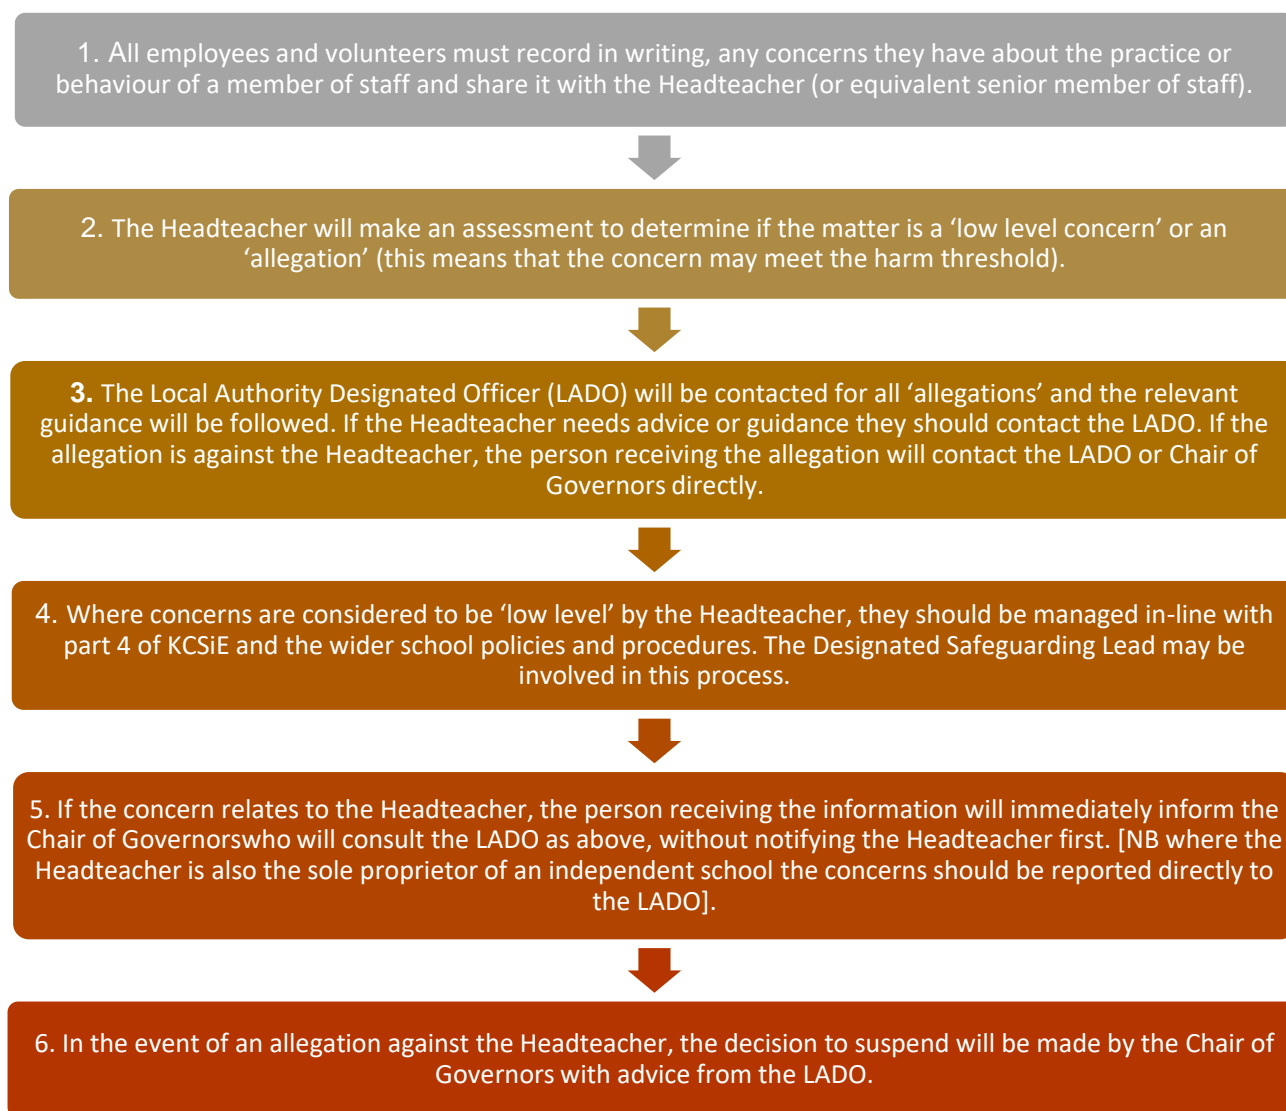 1. All employees and volunteers must record in writing, any concerns they have about the practice or
behaviour of a member of staff and share it with the Headteacher (or equivalent senior member of staff).
2. The Headteacher will make an assessment to determine if the matter is a ‘low level concern’ or an
‘allegation’ (this means that the concern may meet the harm threshold).
3. The Local Authority Designated Officer (LADO) will be contacted for all ‘allegations’ and the relevant
guidance will be followed. If the Headteacher needs advice or guidance they should contact the LADO. If the
allegation is against the Headteacher, the person receiving the allegation will contact the LADO or Chair of
Governors directly.
4. Where concerns are considered to be ‘low level’ by the Headteacher, they should be managed in-line with
part 4 of KCSiE and the wider school policies and procedures. The Designated Safeguarding Lead may be
involved in this process.
5. If the concern relates to the Headteacher, the person receiving the information will immediately inform the
Chair of Governorswho will consult the LADO as above, without notifying the Headteacher first. [NB where the
Headteacher is also the sole proprietor of an independent school the concerns should be reported directly to
the LADO].
6. In the event of an allegation against the Headteacher, the decision to suspend will be made by the Chair of
Governors with advice from the LADO.